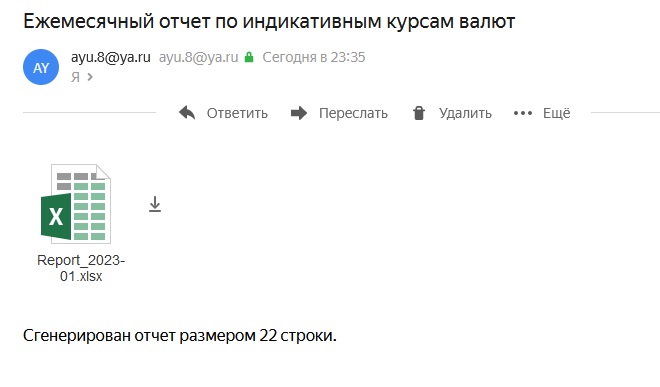 Ежемесячный отчет по индикативным курсам валют
AY
ayu.8@ya.ru ayu.8@ya.ru Сегодня в 23:35
Я >
Ответить Переслать Удалить Ещё
X
Report_2023-
01.xlsx
Сгенерирован отчет размером 22 строки.